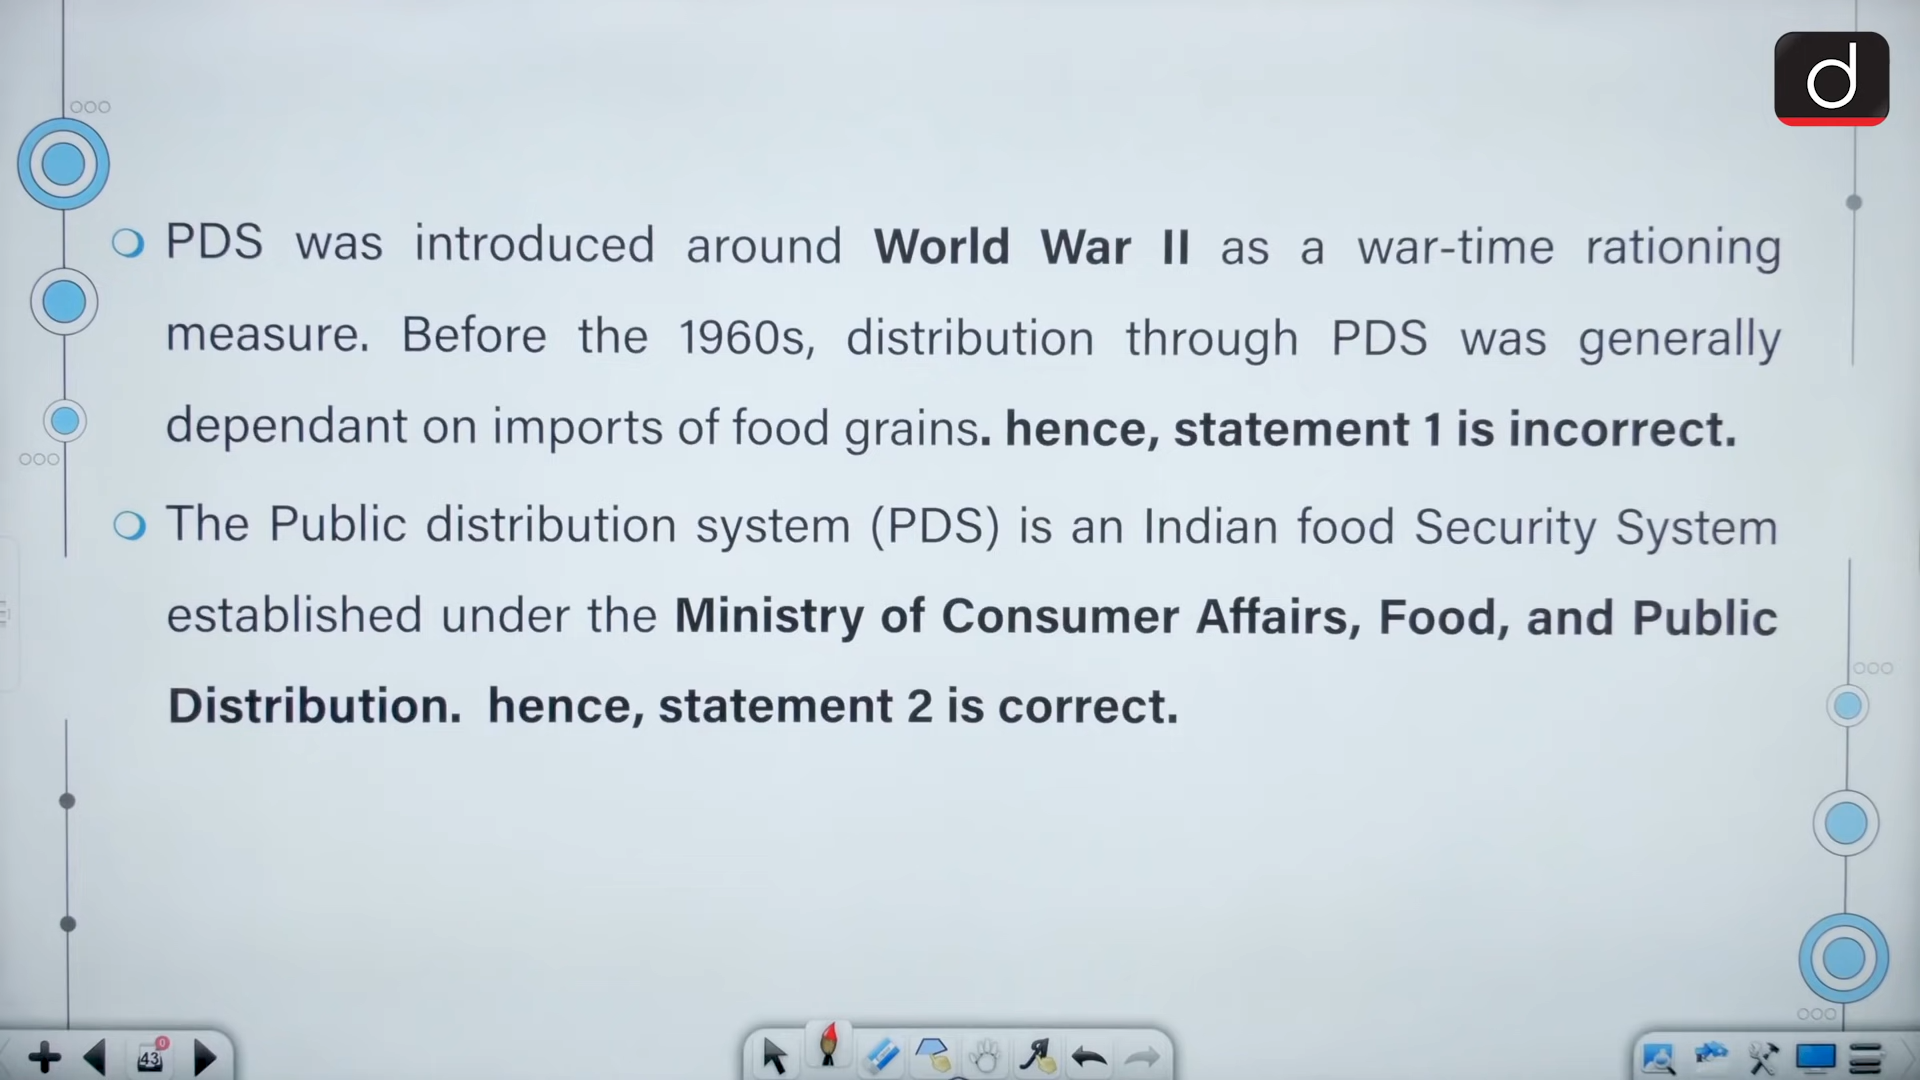 d
PDS was introduced around World War II as a war-time rationing
measure. Before the 1960s, distribution through PDS was generally
dependant on imports of food grains. hence, statement 1 is incorrect.
The Public distribution system (PDS) is an Indian food Security System
established under the Ministry of Consumer Affairs, Food, and Public
Distribution. hence, statement 2 is correct.
43
0